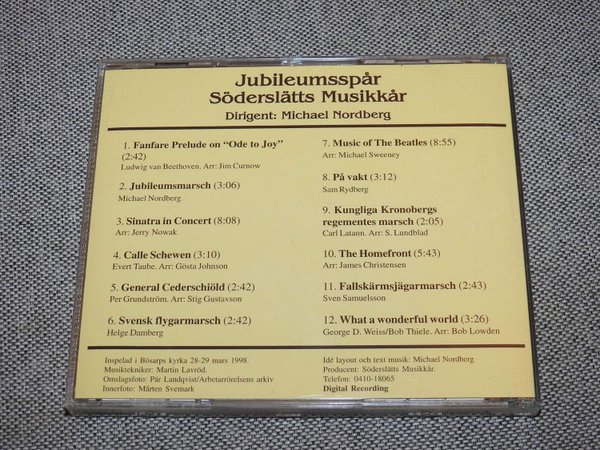 Jubileumsspår
Söderslätts Musikkår
Dirigent: Michael Nordberg
1. Fanfare Prelude on "Ode to Joy"
(2:42)
Ludwig van Beethoven. Arr: Jim Curnow
2. Jubileumsmarsch (3:06)
Michael Nordberg
3. Sinatra in Concert (8:08)
Arr: Jerry Nowak
4. Calle Schewen (3:10)
Evert Taube. Arr: Gösta Johnson
5. General Cederschiöld (2:42)
Per Grundström. Arr: Stig Gustavson
6. Svensk flygarmarsch (2:42)
Helge Damberg
7. Music of The Beatles (8:55)
Arr: Michael Sweeney
8. På vakt (3:12)
Sam Rydberg
9. Kungliga Kronobergs
regementes marsch (2:05)
Carl Latann. Arr: S. Lundblad
10. The Homefront (5:43)
Arr: James Christensen
11. Fallskärmsjägarmarsch (2:43)
Sven Samuelsson
12. What a wonderful world (3:26)
George D. Weiss/Bob Thiele. Arr: Bob Lowden
Inspelad i Bösarps kyrka 28-29 mars 1998.
Musiktekniker: Martin Lavröd.
Omslagsfoto: Pär Landqvist/Arbetarrörelsens arkiv
Innerfoto: Mårten Svemark
Idé layout och text musik: Michael Nordberg
Producent: Söderslätts Musikkår.
Telefon: 0410-18065
Digital Recording